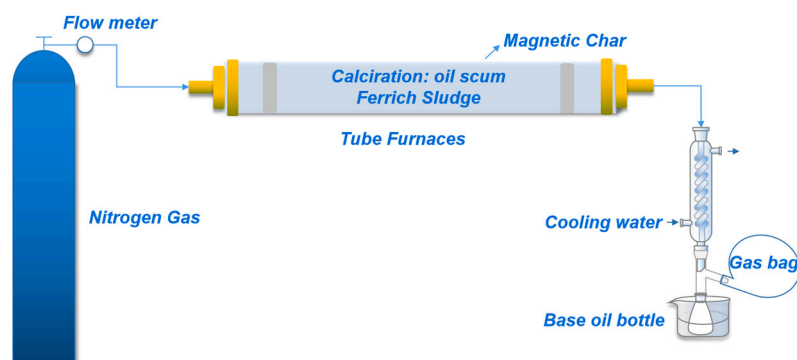 Flow meter
Magnetic Char
Calciration: oil scum
Ferrich Sludge
Tube Furnaces
Nitrogen Gas
Cooling water
Gas bag
Base oil bottle